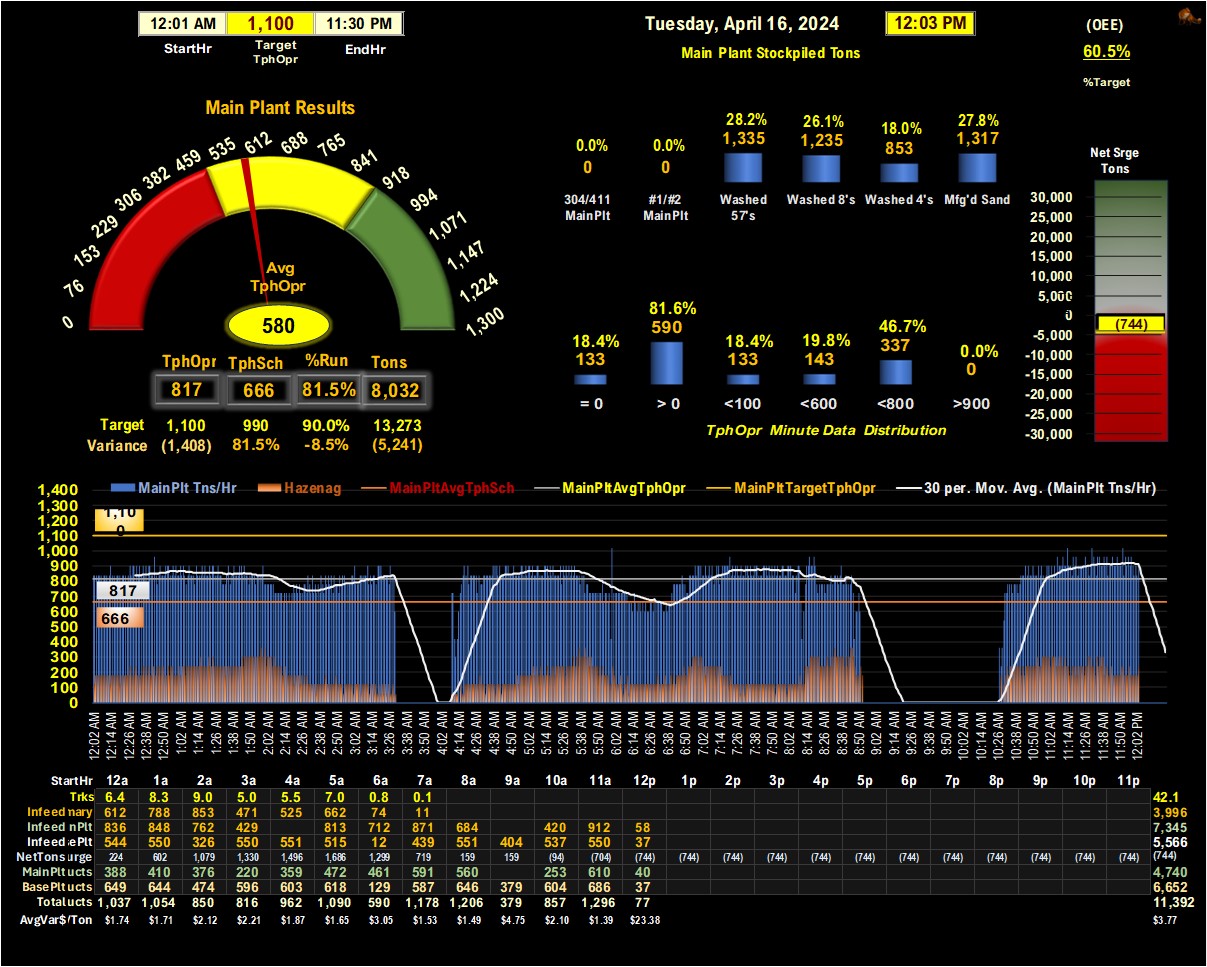 12:01 AM 1,100 11:30 PM
StartHr Target TphOpr EndHr
Tuesday, April 16, 2024 12:03 PM
Main Plant Stockpiled Tons
(OEE)
60.5%
%Target
Main Plant Results
0 76 153 229 306 382 459 535 612 688 765 841 918 994 1,071 1,147 1,224 1,300
Avg
TphOpr
580
TphOpr TphSch %Run Tons
817 666 81.5% 8,032
Target 1,100 990 90.0% 13,273
Variance (1,408) 81.5% -8.5% (5,241)
0.0% 0.0% 28.2% 26.1% 18.0% 27.8%
0 0 1,335 1,235 853 1,317
304/411 MainPlt #1/#2 MainPlt Washed 57's Washed 8's Washed 4's Mfg'd Sand
18.4% 81.6% 18.4% 19.8% 46.7% 0.0%
133 590 133 143 337 0
= 0 > 0 <100 <600 <800 >900
TphOpr Minute Data Distribution
Net Srge
Tons
30,000
25,000
20,000
15,000
10,000
5,000
0
(744)
-5,000
-10,000
-15,000
-20,000
-25,000
-30,000
MainPlt Tns/Hr Hazenag MainPltAvgTphSch MainPltAvgTphOpr MainPltTargetTphOpr 30 per. Mov. Avg. (MainPlt Tns/Hr)
1,400
1,300
1,200
1,100
1,000
900
800
700
600
500
400
300
200
100
0
1,10
0
817
666
12:02 AM 12:14 AM 12:26 AM 12:38 AM 12:50 AM 1:02 AM 1:14 AM 1:26 AM 1:38 AM 1:50 AM 2:02 AM 2:14 AM 2:26 AM 2:38 AM 2:50 AM 3:02 AM 3:14 AM 3:26 AM 3:38 AM 3:50 AM 4:02 AM 4:14 AM 4:26 AM 4:38 AM 4:50 AM 5:02 AM 5:14 AM 5:26 AM 5:38 AM 5:50 AM 6:02 AM 6:14 AM 6:26 AM 6:38 AM 6:50 AM 7:02 AM 7:14 AM 7:26 AM 7:38 AM 7:50 AM 8:02 AM 8:14 AM 8:26 AM 8:38 AM 8:50 AM 9:02 AM 9:14 AM 9:26 AM 9:38 AM 9:50 AM 10:02 AM 10:14 AM 10:26 AM 10:38 AM 10:50 AM 11:02 AM 11:14 AM 11:26 AM 11:38 AM 11:50 AM 12:02 PM
StartHr 12a 1a 2a 3a 4a 5a 6a 7a 8a 9a 10a 11a 12p 1p 2p 3p 4p 5p 6p 7p 8p 9p 10p 11p
Trks 6.4 8.3 9.0 5.0 5.5 7.0 0.8 0.1 42.1
Infeed mary 612 788 853 471 525 662 74 11 3,996
Infeed nPlt 836 848 762 429 813 712 871 684 420 912 58 7,345
Infeed ePlt 544 550 326 550 551 515 12 439 551 404 537 550 37 5,566
NetTons urge 224 602 1,079 1,330 1,496 1,686 1,299 719 159 159 (94) (704) (744) (744) (744) (744) (744) (744) (744) (744) (744) (744) (744) (744) (744)
MainPlt ucts 388 410 376 220 359 472 461 591 560 253 610 40 4,740
BasePlt ucts 649 644 474 596 603 618 129 587 646 379 604 686 37 6,652
Totalucts 1,037 1,054 850 816 962 1,090 590 1,178 1,206 379 857 1,296 77 11,392
AvgVar$/Ton $1.74 $1.71 $2.12 $2.21 $1.87 $1.65 $3.05 $1.53 $1.49 $4.75 $2.10 $1.39 $23.38 $3.77